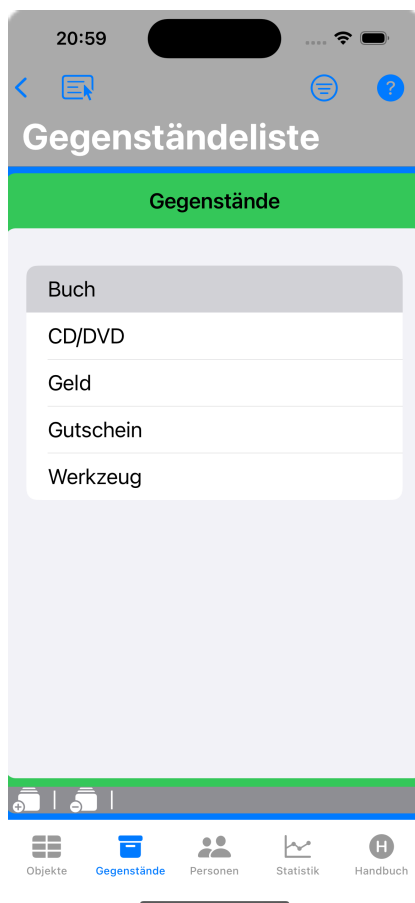 20:59
?
Gegenständeliste
Gegenstände
Buch
CD/DVD
Geld
Gutschein
Werkzeug
H
Objekte Gegenstände Personen Statistik Handbuch